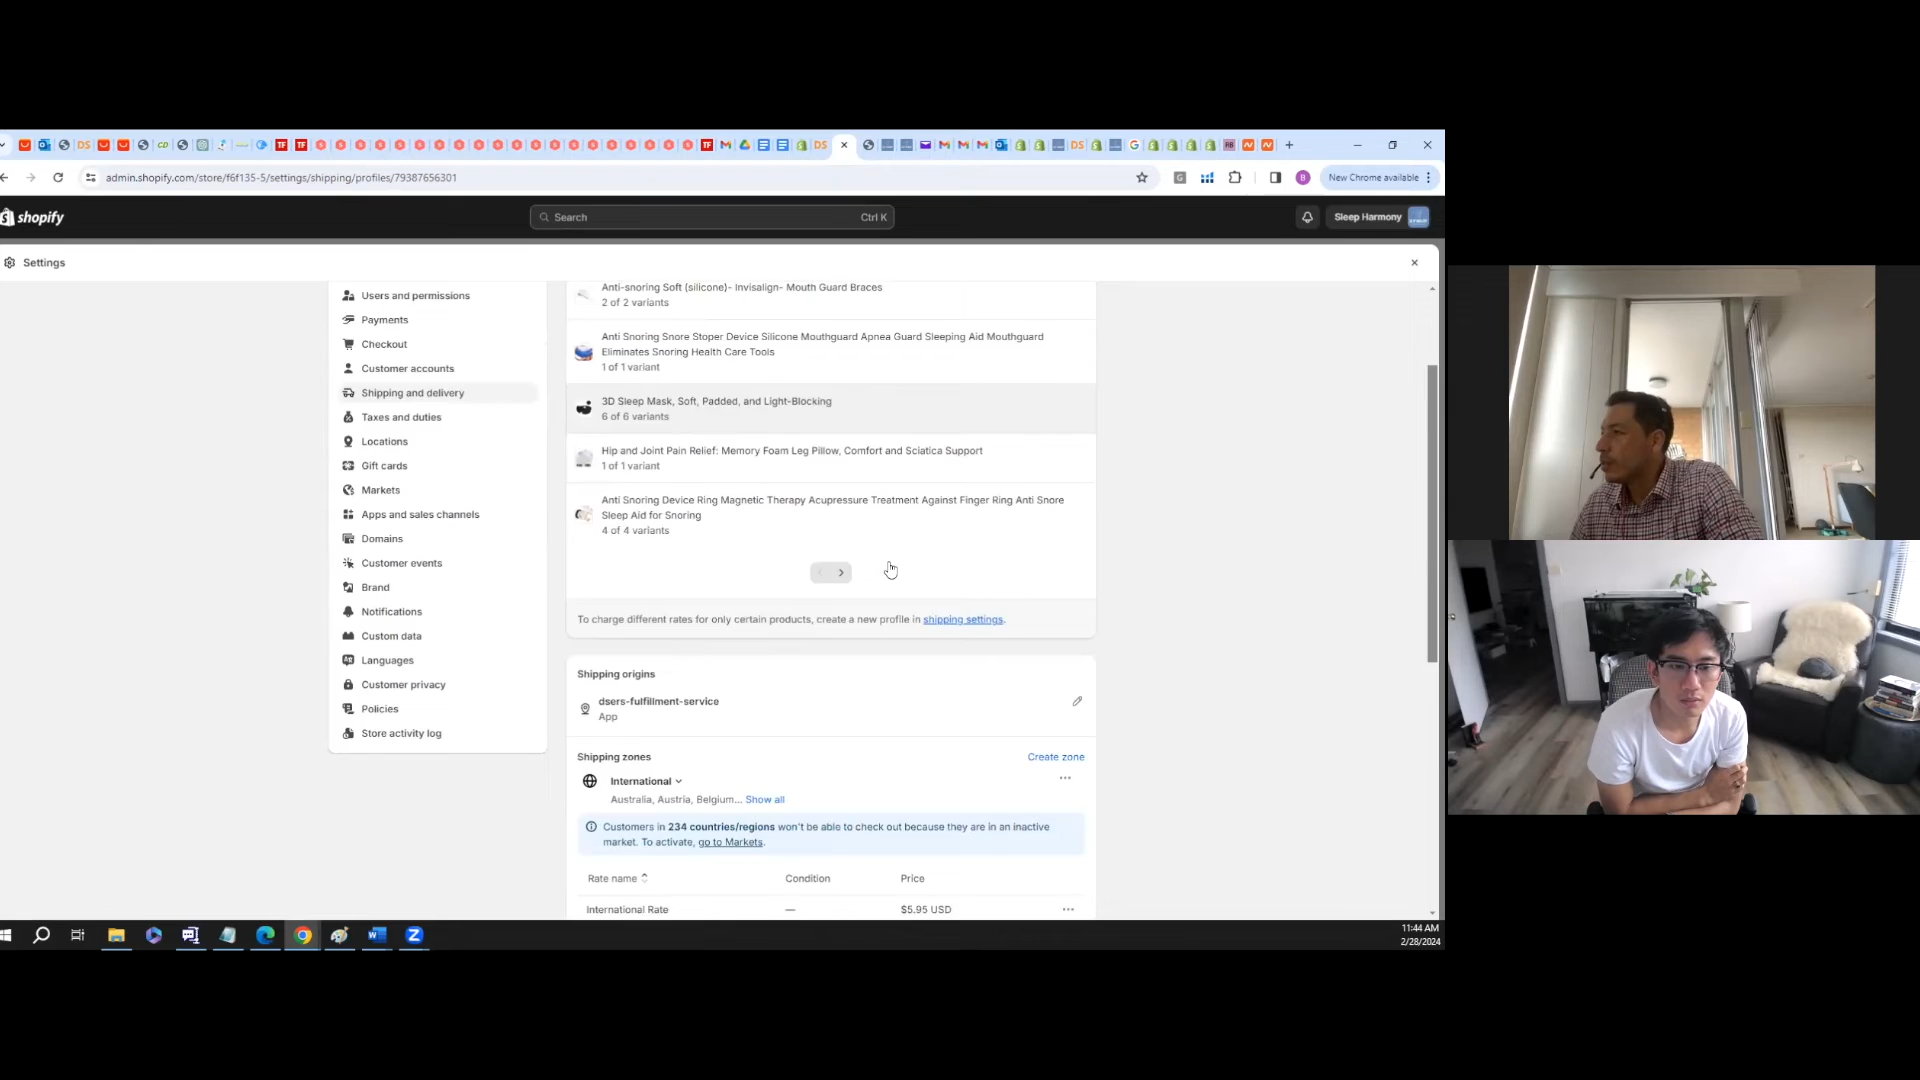 DS
CD
TF
TF
TF
DS
DS
G
RB
admin.shopify.com/store/f6f135-5/settings/shipping/profiles/79387656301
B
New Chrome available
shopify
Search
Ctrl K
Sleep Harmony
Settings
Users and permissions
Payments
Checkout
Customer accounts
Shipping and delivery
Taxes and duties
Locations
Gift cards
Markets
Apps and sales channels
Domains
Customer events
Brand
Notifications
Custom data
Languages
Customer privacy
Policies
Store activity log
Anti-snoring Soft (silicone)- Invisalign- Mouth Guard Braces
2 of 2 variants
Anti Snoring Snore Stoper Device Silicone Mouthguard Apnea Guard Sleeping Aid Mouthguard
Eliminates Snoring Health Care Tools
1 of 1 variant
3D Sleep Mask, Soft, Padded, and Light-Blocking
6 of 6 variants
Hip and Joint Pain Relief: Memory Foam Leg Pillow, Comfort and Sciatica Support
1 of 1 variant
Anti Snoring Device Ring Magnetic Therapy Acupressure Treatment Against Finger Ring Anti Snore
Sleep Aid for Snoring
4 of 4 variants
To charge different rates for only certain products, create a new profile in shipping settings.
Shipping origins
dsers-fulfillment-service
App
Shipping zones
Create zone
International
Australia, Austria, Belgium... Show all
Customers in 234 countries/regions won't be able to check out because they are in an inactive
market. To activate, go to Markets.
Rate name
Condition
Price
International Rate
—
$5.95 USD
11:44 AM
2/28/2024